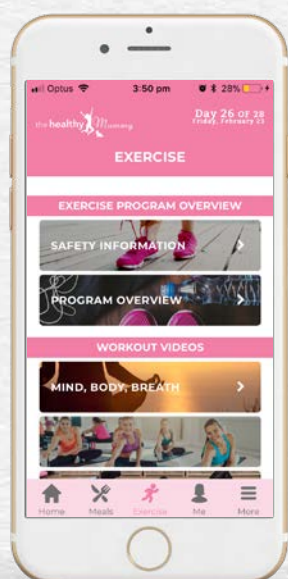 Optus 3:50 pm 28%
the healthy Mummy
Day 26 OF 28
Friday, February 23
EXERCISE
EXERCISE PROGRAM OVERVIEW
SAFETY INFORMATION
PROGRAM OVERVIEW
WORKOUT VIDEOS
MIND, BODY, BREATH
Home Meals Exercise Me More